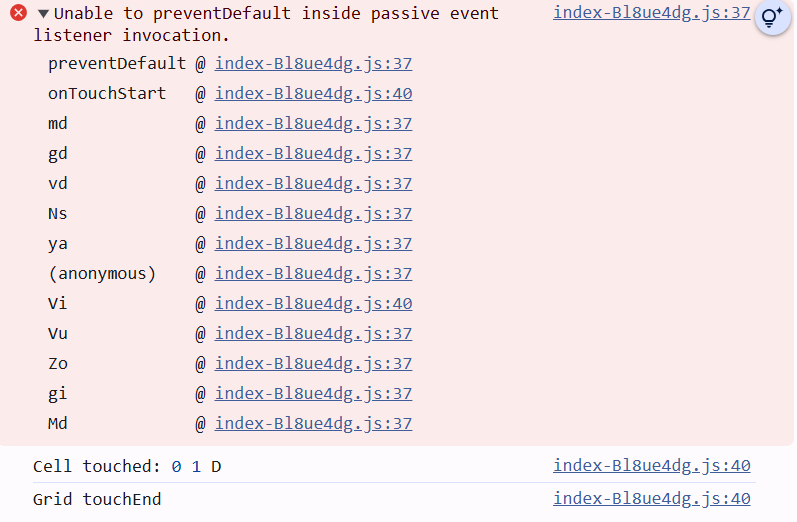 ▼Unable to preventDefault inside passive event index-Bl8ue4dg.js:37
listener invocation.
preventDefault @ index-Bl8ue4dg.js:37
onTouchStart @ index-Bl8ue4dg.js:40
md @ index-Bl8ue4dg.js:37
gd @ index-Bl8ue4dg.js:37
vd @ index-Bl8ue4dg.js:37
Ns @ index-Bl8ue4dg.js:37
ya @ index-Bl8ue4dg.js:37
(anonymous) @ index-Bl8ue4dg.js:37
Vi @ index-Bl8ue4dg.js:40
Vu @ index-Bl8ue4dg.js:37
Zo @ index-Bl8ue4dg.js:37
gi @ index-Bl8ue4dg.js:37
Md @ index-Bl8ue4dg.js:37
Cell touched: 0 1 D index-Bl8ue4dg.js:40
Grid touchEnd index-Bl8ue4dg.js:40